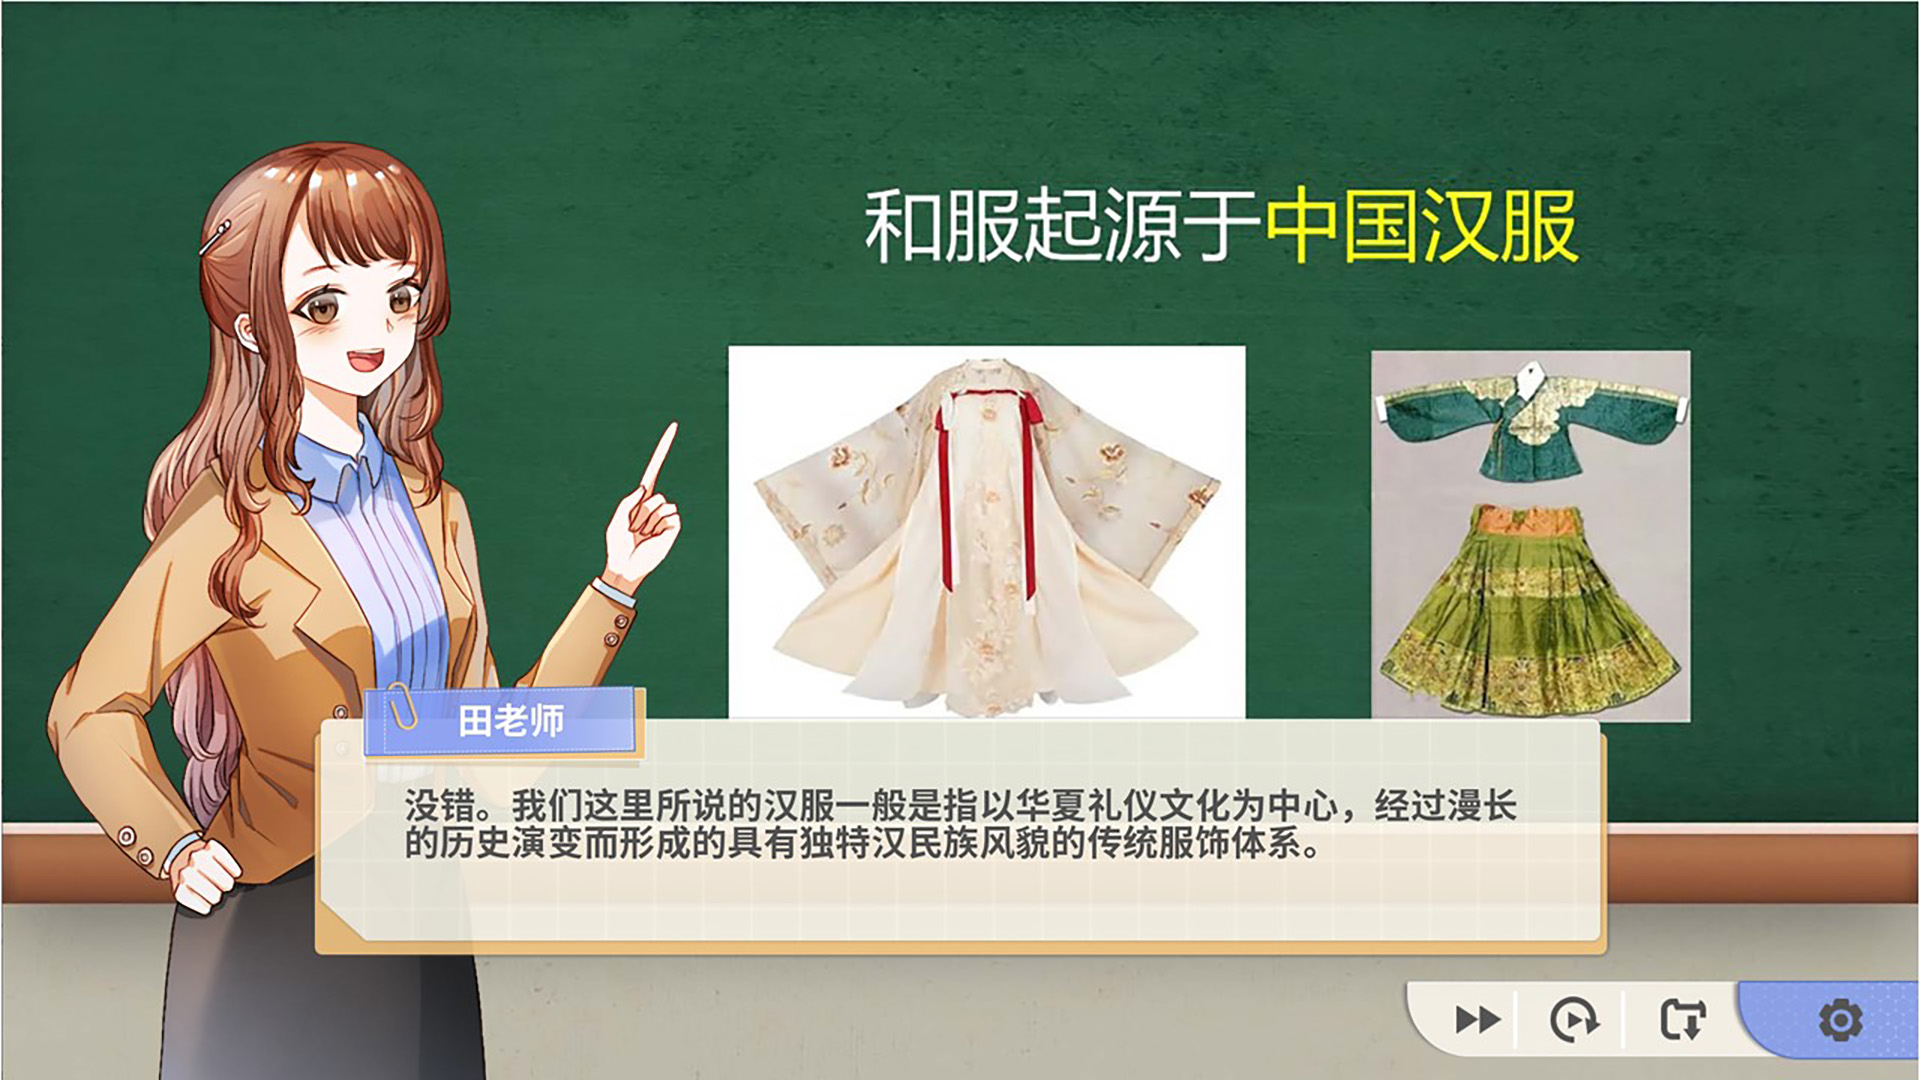 和服起源于中国汉服
田老师
没错。我们这里所说的汉服一般是指以华夏礼仪文化为中心，经过漫长
的历史演变而形成的具有独特汉民族风貌的传统服饰体系。